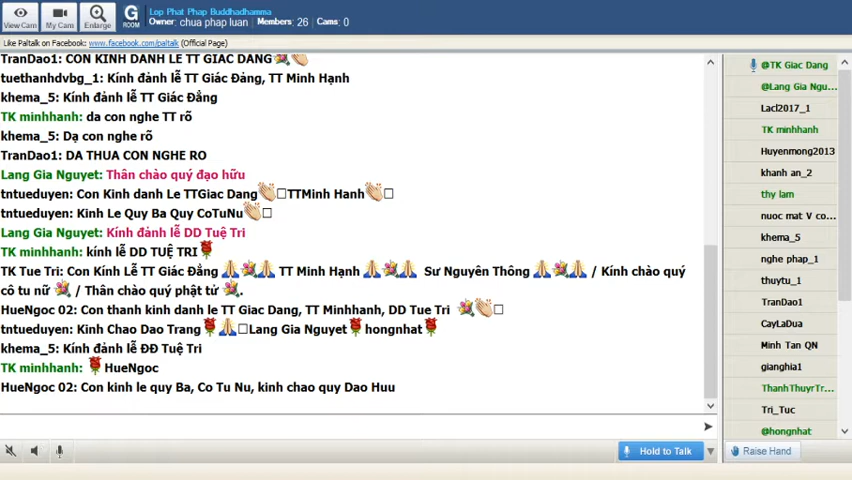 View Cam
My Cam
Enlarge
G
ROOM
Lop Phat Phap Buddhadhamma
Owner: chua phap luan Members: 26 Cams: 0
Like Paltalk on Facebook: www.facebook.com/paltalk (Official Page)
TranDao1: CON KINH DANH LE TT GIAC DANG
tuethanhdvbg_1: Kính đảnh lễ TT Giác Đảng, TT Minh Hạnh
khema_5: Kính đảnh lễ TT Giác Đẳng
TK minhhanh: da con nghe TT rõ
khema_5: Dạ con nghe rõ
TranDao1: DA THUA CON NGHE RO
Lang Gia Nguyet: Thân chào quý đạo hữu
tntueduyen: Con Kinh danh Le TTGiac Dang TTMinh Hanh
tntueduyen: Kinh Le Quy Ba Quy CoTuNu
Lang Gia Nguyet: Kính đảnh lễ DD Tuệ Tri
TK minhhanh: kính lễ DD TUỆ TRI
TK Tue Tri: Con Kính Lễ TT Giác Đẳng TT Minh Hạnh Sư Nguyên Thông / Kính chào quý
cô tu nữ / Thân chào quý phật tử .
HueNgoc 02: Con thanh kinh danh le TT Giac Dang, TT Minhhanh, DD Tue Tri
tntueduyen: Kinh Chao Dao Trang Lang Gia Nguyet hongnhat
khema_5: Kính đảnh lễ ĐĐ Tuệ Tri
TK minhhanh: HueNgoc
HueNgoc 02: Con kinh le quy Ba, Co Tu Nu, kinh chao quy Dao Huu
Hold to Talk
@TK Giac Dang
@Lang Gia Ngu...
Lacl2017_1
TK minhhanh
Huyenmong2013
khanh an_2
thy lam
nuoc mat V co...
khema_5
nghe phap_1
thuytu_1
TranDao1
CayLaDua
Minh Tan QN
gianghia1
ThanhThuyrTr...
Tri_Tuc
@hongnhat
Raise Hand